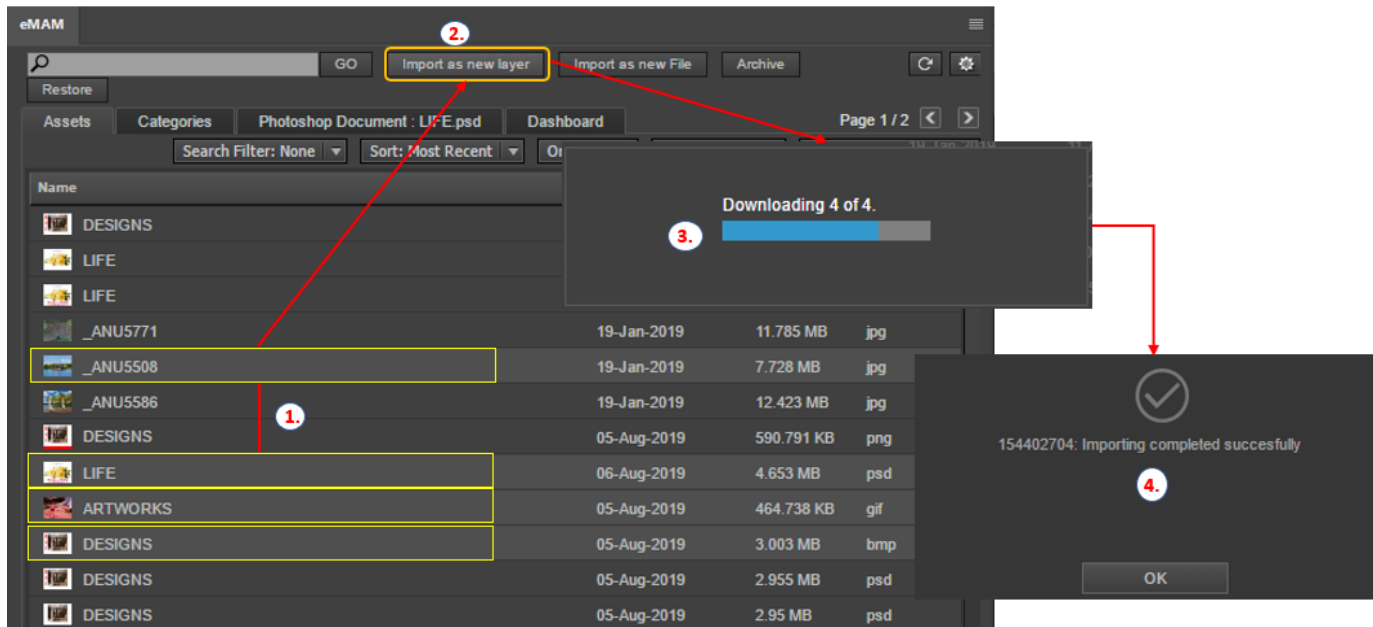 eMAM
2.
GO Import as new layer Import as new File Archive
Restore
Assets Categories Photoshop Document : LIFE.psd Dashboard Page 1 / 2
Search Filter: None Sort: Most Recent 19-Jan-2019
Name
Downloading 4 of 4.
3.
DESIGNS
LIFE
LIFE
_ANU5771 19-Jan-2019 11.785 MB jpg
_ANU5508 19-Jan-2019 7.728 MB jpg
_ANU5586 19-Jan-2019 12.423 MB jpg
1.
DESIGNS 05-Aug-2019 590.791 KB png
154402704: Importing completed succesfully
LIFE 06-Aug-2019 4.653 MB psd
4.
ARTWORKS 05-Aug-2019 464.738 KB gif
DESIGNS 05-Aug-2019 3.003 MB bmp
DESIGNS 05-Aug-2019 2.955 MB psd
OK
DESIGNS 05-Aug-2019 2.95 MB psd